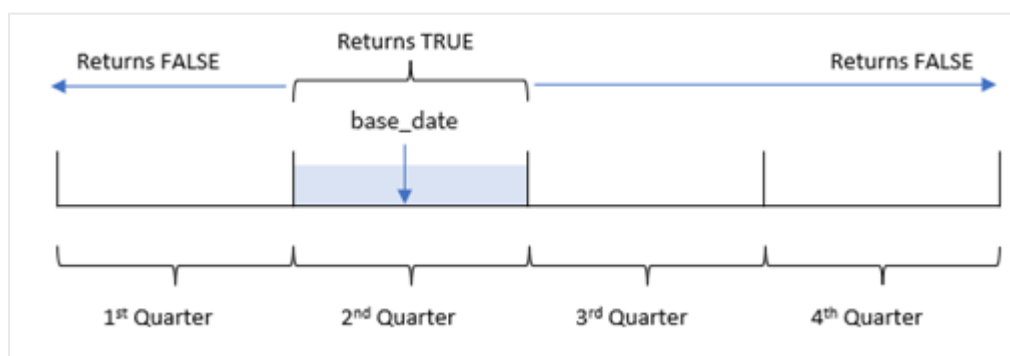 Returns TRUE
Returns FALSE
Returns FALSE
base_date
1st Quarter
2nd Quarter
3rd Quarter
4th Quarter